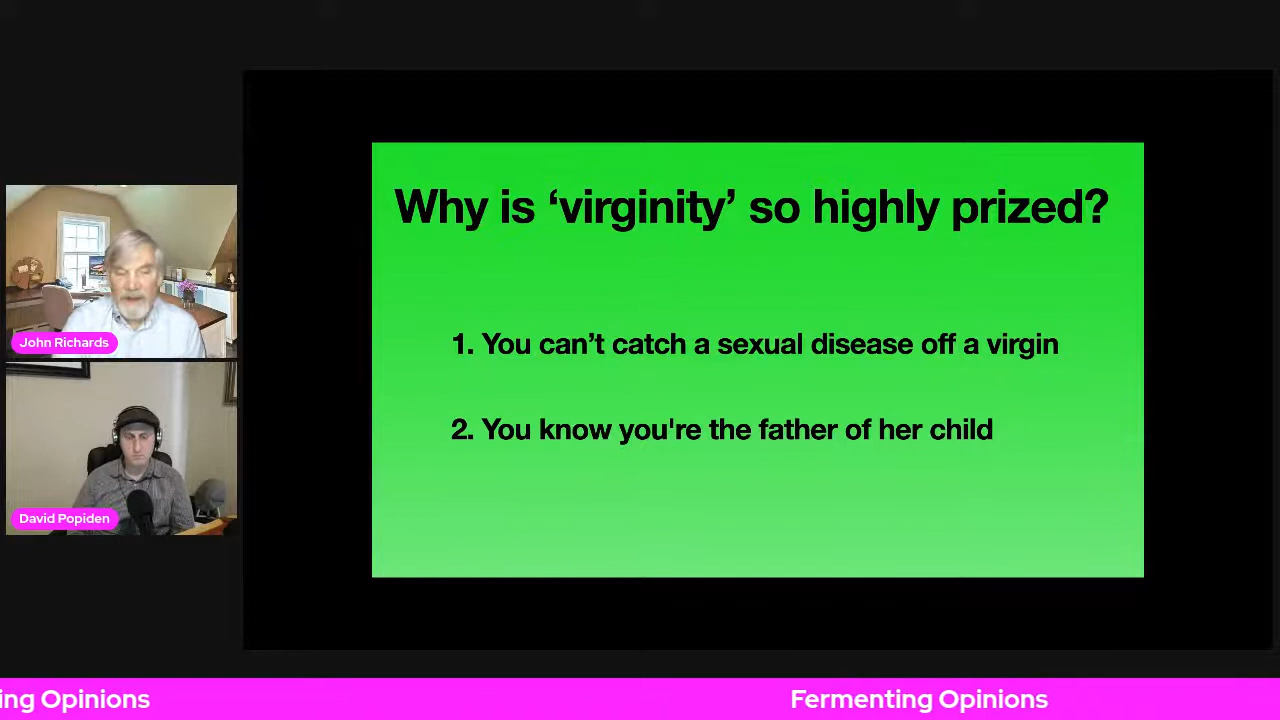 Why is ‘virginity’ so highly prized?
1. You can’t catch a sexual disease off a virgin
2. You know you're the father of her child
John Richards
David Popiden
ing Opinions
Fermenting Opinions